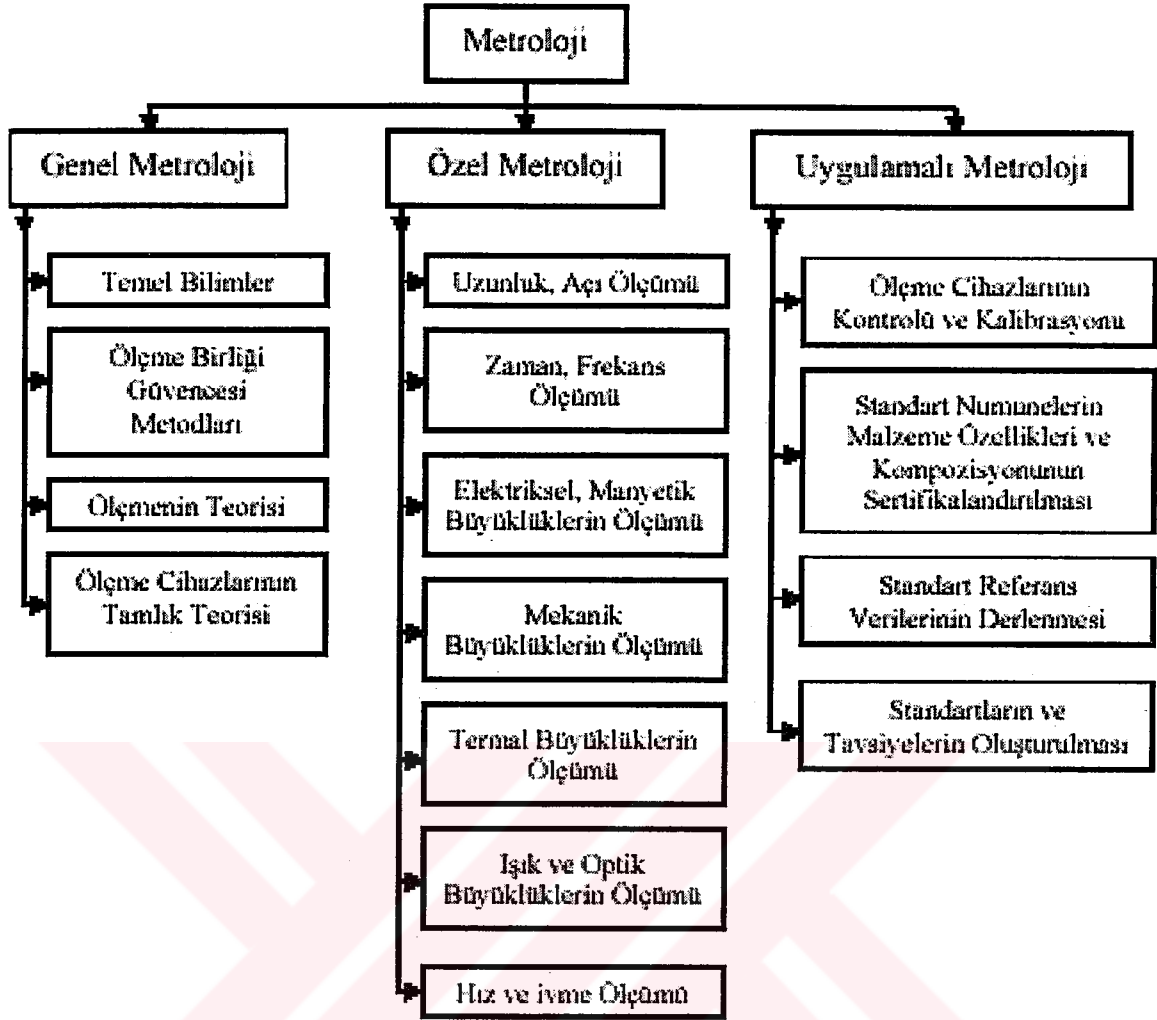 Metroloji
Genel Metroloji
Temel Bilimler
Ölçme Birliği
Güvencesi
Metodları
Ölçmenin Teorisi
Ölçme Cihazlarının
Tamlık Teorisi
Özel Metroloji
Uzunluk, Açı Ölçümü
Zaman, Frekans
Ölçümü
Elektriksel, Manyetik
Büyüklüklerin Ölçümü
Mekanik
Büyüklüklerin Ölçümü
Termal Büyüklüklerin
Ölçümü
Işık ve Optik
Büyüklüklerin Ölçümü
Hız ve ivme Ölçümü
Uygulamalı Metroloji
Ölçme Cihazlarının
Kontrolü ve Kalibrasyonu
Standart Numunelerin
Malzeme Özellikleri ve
Kompozisyonunun
Sertifikalandırılması
Standart Referans
Verilerinin Derlenmesi
Standartların ve
Tavsiyelerin Oluşturulması